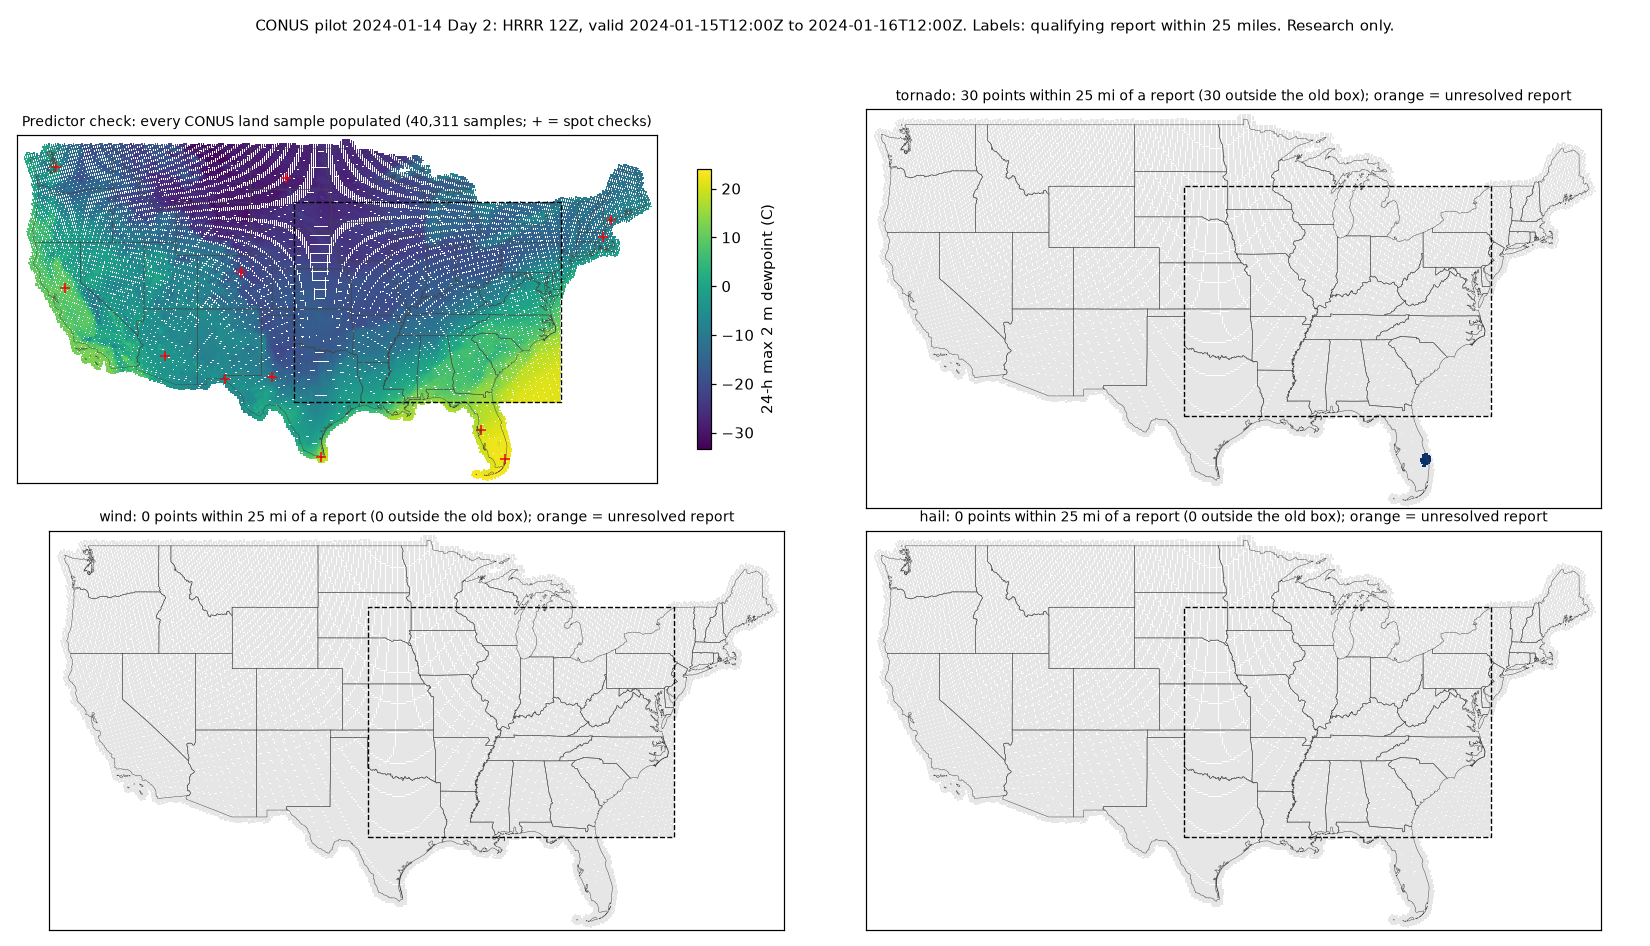 CONUS pilot 2024-01-14 Day 2: HRRR 12Z, valid 2024-01-15T12:00Z to 2024-01-16T12:00Z. Labels: qualifying report within 25 miles. Research only.
Predictor check: every CONUS land sample populated (40,311 samples; + = spot checks)
20
10
0
−10
−20
−30
24-h max 2 m dewpoint (C)
tornado: 30 points within 25 mi of a report (30 outside the old box); orange = unresolved report
wind: 0 points within 25 mi of a report (0 outside the old box); orange = unresolved report
hail: 0 points within 25 mi of a report (0 outside the old box); orange = unresolved report